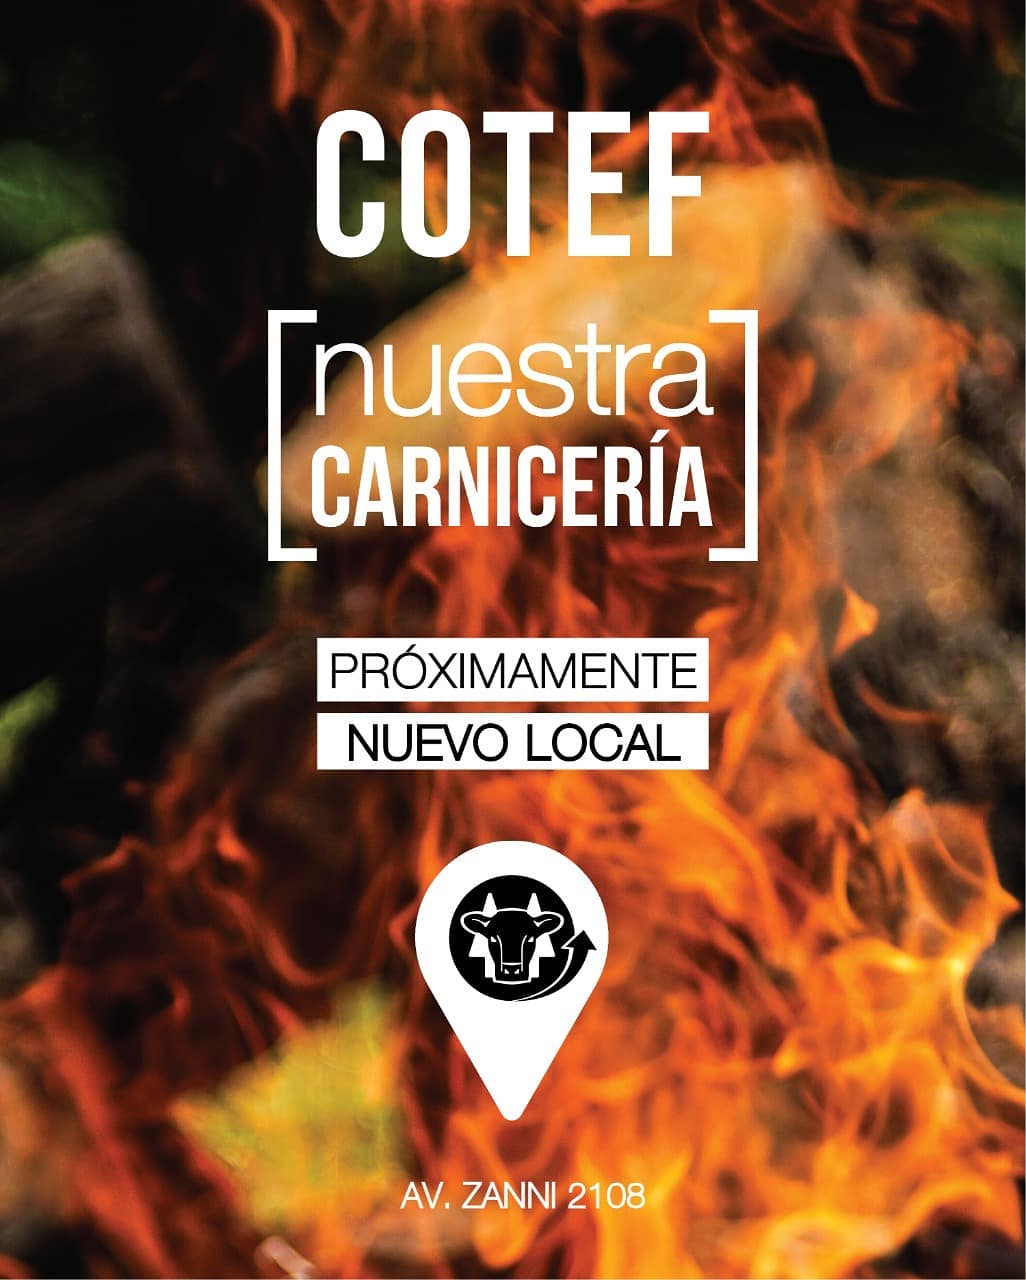 COTEF
[nuestra
CARNICERÍA]
PRÓXIMAMENTE
NUEVO LOCAL
AV. ZANNI 2108